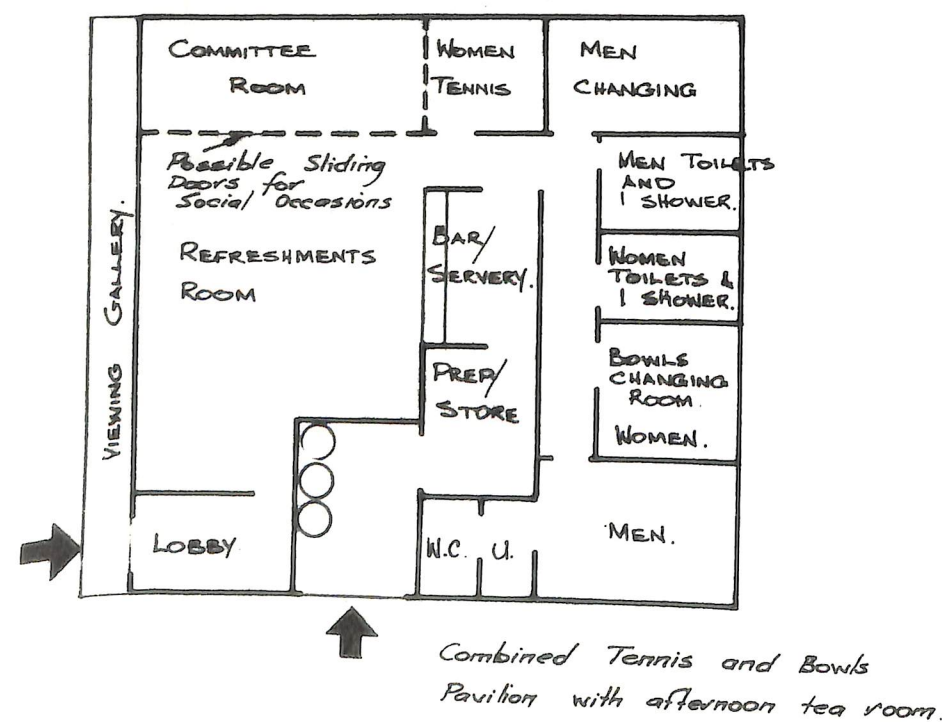 COMMITTEE
ROOM
WOMEN
TENNIS
MEN
CHANGING
Possible Sliding
Doors for
Social Occasions
MEN TOILETS
AND
1 SHOWER.
VIEWING GALLERY.
REFRESHMENTS
ROOM
BAR/
SERVERY.
WOMEN
TOILETS &
1 SHOWER.
PREP/
STORE
BOWLS
CHANGING
ROOM.
WOMEN.
LOBBY
W.C.
U.
MEN.
Combined Tennis and Bowls
Pavilion with afternoon tea room.